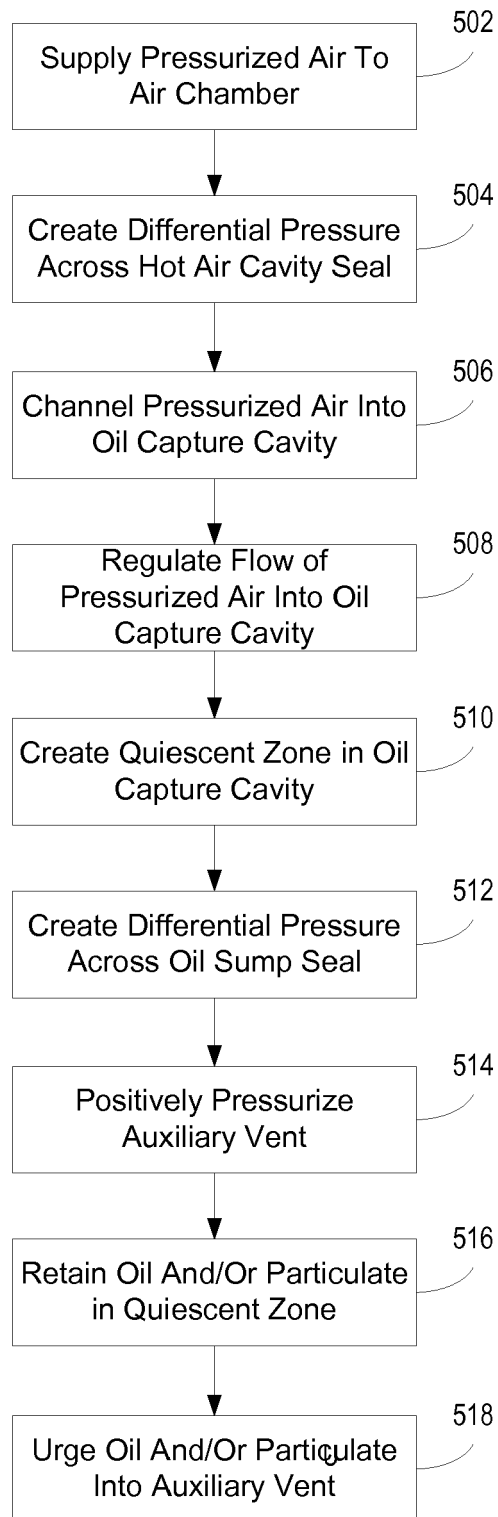 502
Supply Pressurized Air To
Air Chamber
504
Create Differential Pressure
Across Hot Air Cavity Seal
506
Channel Pressurized Air Into
Oil Capture Cavity
508
Regulate Flow of
Pressurized Air Into Oil
Capture Cavity
510
Create Quiescent Zone in Oil
Capture Cavity
512
Create Differential Pressure
Across Oil Sump Seal
514
Positively Pressurize
Auxiliary Vent
516
Retain Oil And/Or Particulate
in Quiescent Zone
518
Urge Oil And/Or Particulate
Into Auxiliary Vent